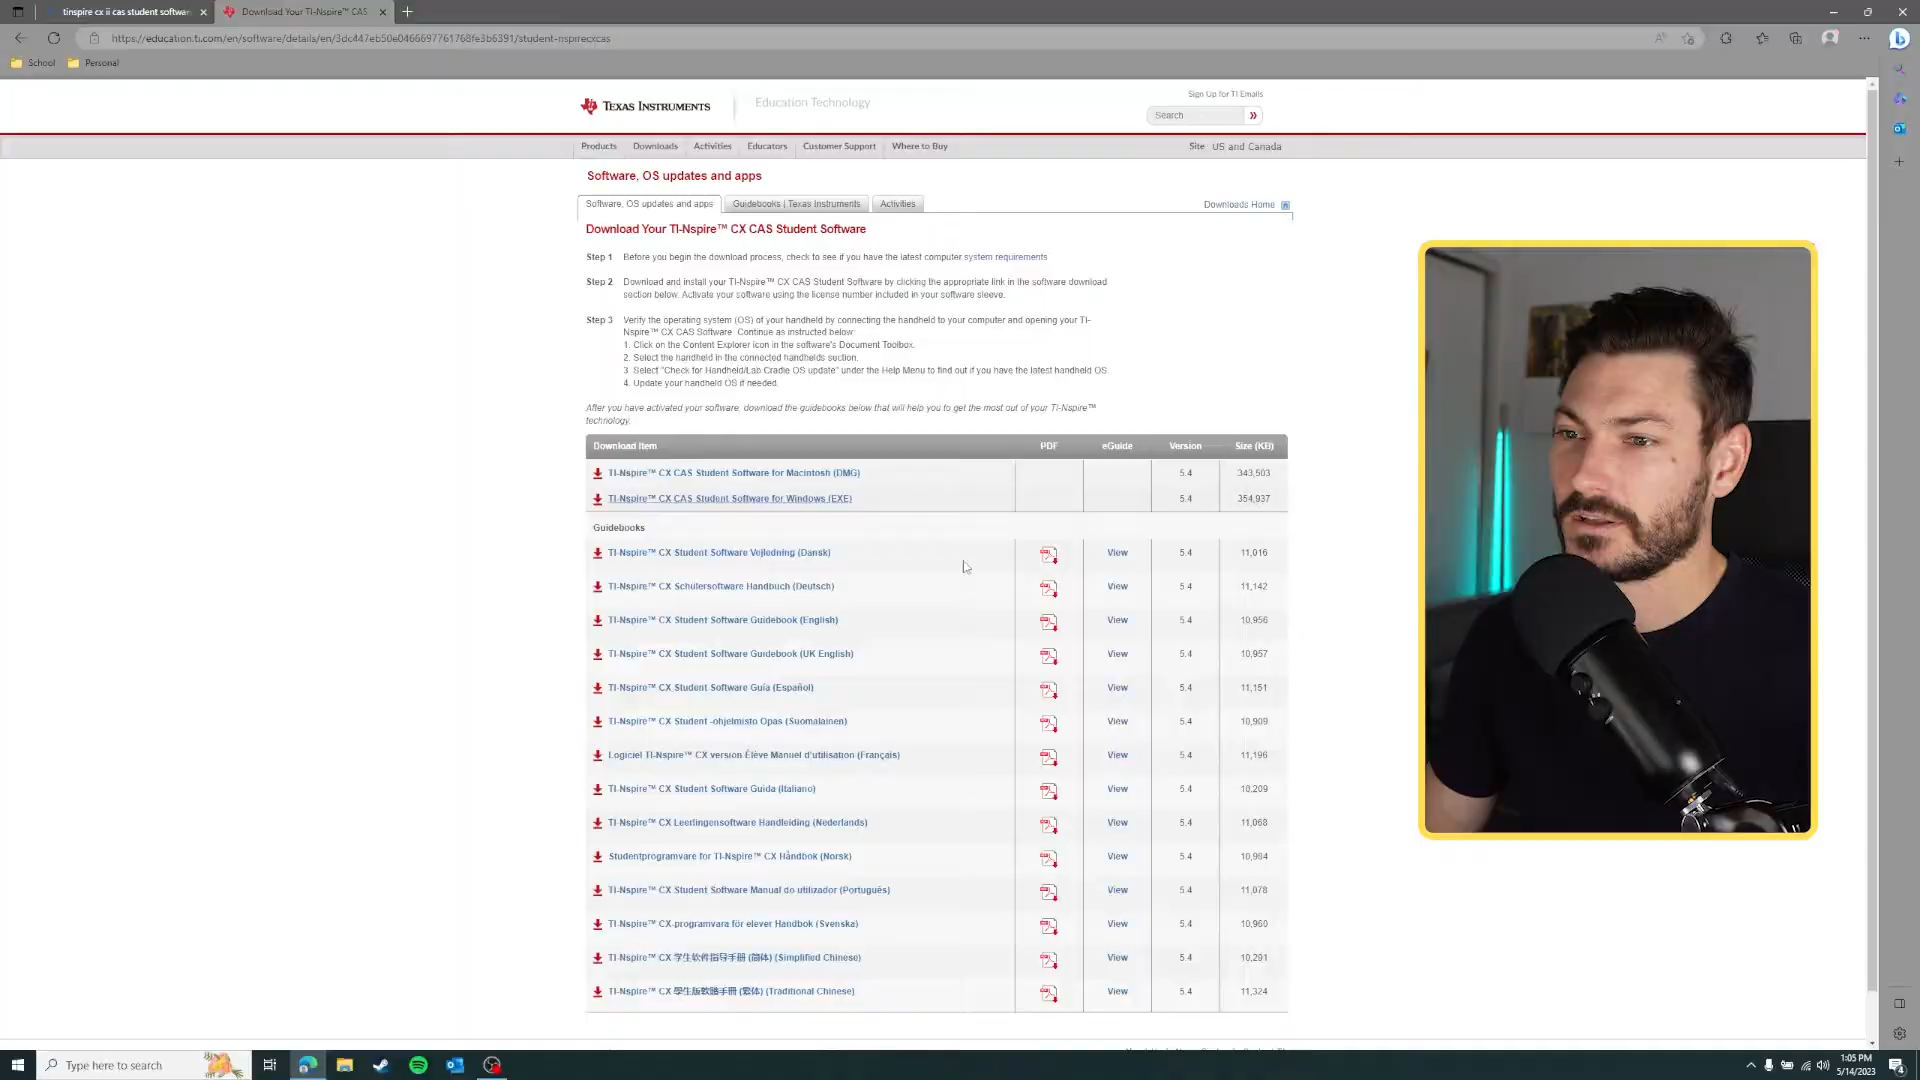 tinspire cx ii cas student softwar
Download Your TI-Nspire™ CAS
https://education.ti.com/en/software/details/en/3dc447eb50e0466697761768fe3b6391/student-nspirecxcas
School
Personal
TEXAS INSTRUMENTS
Education Technology
Sign Up for TI Emails
Search
Products
Downloads
Activities
Educators
Customer Support
Where to Buy
Site US and Canada
Software, OS updates and apps
Software, OS updates and apps
Guidebooks | Texas Instruments
Activities
Downloads Home
Download Your TI-Nspire™ CX CAS Student Software
Step 1 Before you begin the download process, check to see if you have the latest computer system requirements
Step 2 Download and install your TI-Nspire™ CX CAS Student Software by clicking the appropriate link in the software download
section below. Activate your software using the license number included in your software sleeve.
Step 3 Verify the operating system (OS) of your handheld by connecting the handheld to your computer and opening your TI-
Nspire™ CX CAS Software. Continue as instructed below:
1. Click on the Content Explorer icon in the software's Document Toolbox.
2. Select the handheld in the connected handhelds section.
3 Select "Check for Handheld/Lab Cradle OS update" under the Help Menu to find out if you have the latest handheld OS.
4. Update your handheld OS if needed.
After you have activated your software, download the guidebooks below that will help you to get the most out of your TI-Nspire™
technology.
Download Item PDF eGuide Version Size (KB)
TI-Nspire™ CX CAS Student Software for Macintosh (DMG) 5.4 343,503
TI-Nspire™ CX CAS Student Software for Windows (EXE) 5.4 354,937
Guidebooks
TI-Nspire™ CX Student Software Vejledning (Dansk) View 5.4 11,016
TI-Nspire™ CX Schülersoftware Handbuch (Deutsch) View 5.4 11,142
TI-Nspire™ CX Student Software Guidebook (English) View 5.4 10,956
TI-Nspire™ CX Student Software Guidebook (UK English) View 5.4 10,957
TI-Nspire™ CX Student Software Guía (Español) View 5.4 11,151
TI-Nspire™ CX Student -ohjelmisto Opas (Suomalainen) View 5.4 10,909
Logiciel TI-Nspire™ CX version Élève Manuel d'utilisation (Français) View 5.4 11,196
TI-Nspire™ CX Student Software Guida (Italiano) View 5.4 10,209
TI-Nspire™ CX Leerlingensoftware Handleiding (Nederlands) View 5.4 11,068
Studentprogramvare for TI-Nspire™ CX Håndbok (Norsk) View 5.4 10,984
TI-Nspire™ CX Student Software Manual do utilizador (Português) View 5.4 11,078
TI-Nspire™ CX-programvara för elever Handbok (Svenska) View 5.4 10,960
TI-Nspire™ CX 学生软件指导手册 (简体) (Simplified Chinese) View 5.4 10,291
TI-Nspire™ CX 學生版軟體手冊 (繁体) (Traditional Chinese) View 5.4 11,324
Type here to search
1:05 PM
5/14/2023